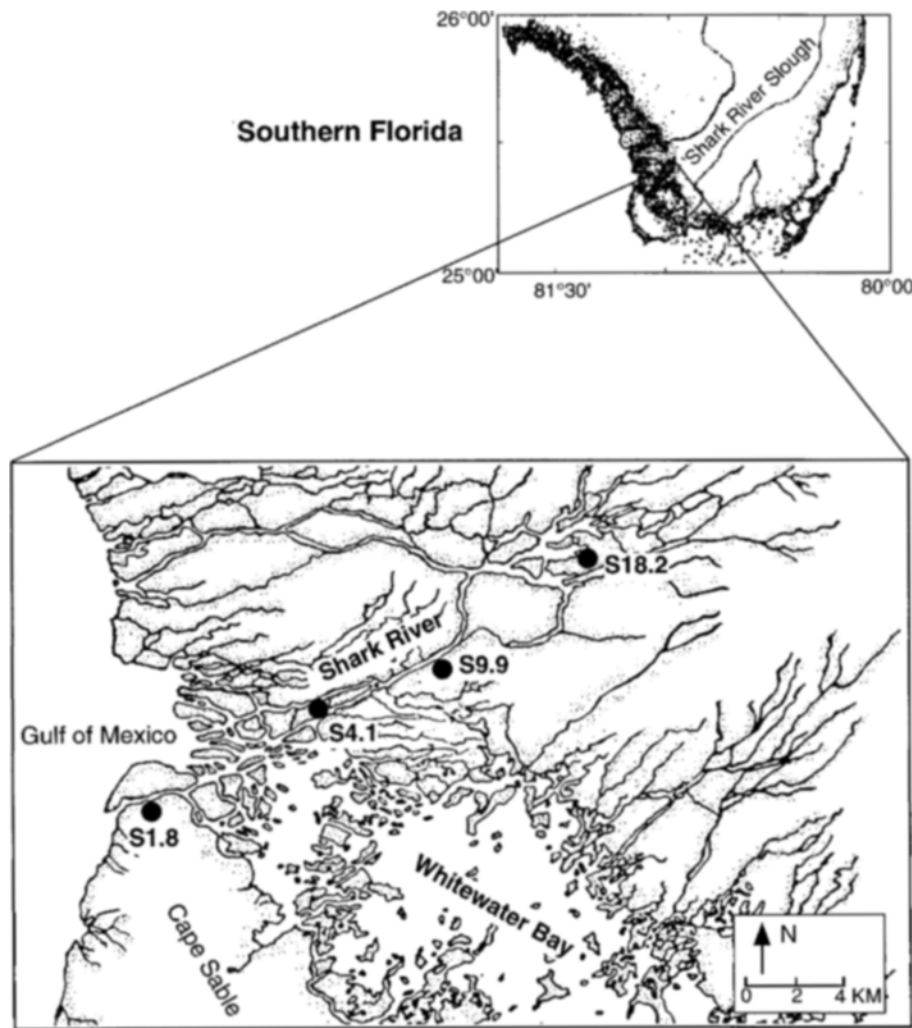 26°00'
Southern Florida
Shark River Slough
25°00'
81°30'
80°00'
S18.2
Shark River
S9.9
Gulf of Mexico
S4.1
S1.8
Whitewater Bay
Cape Sable
N
0 2 4 KM